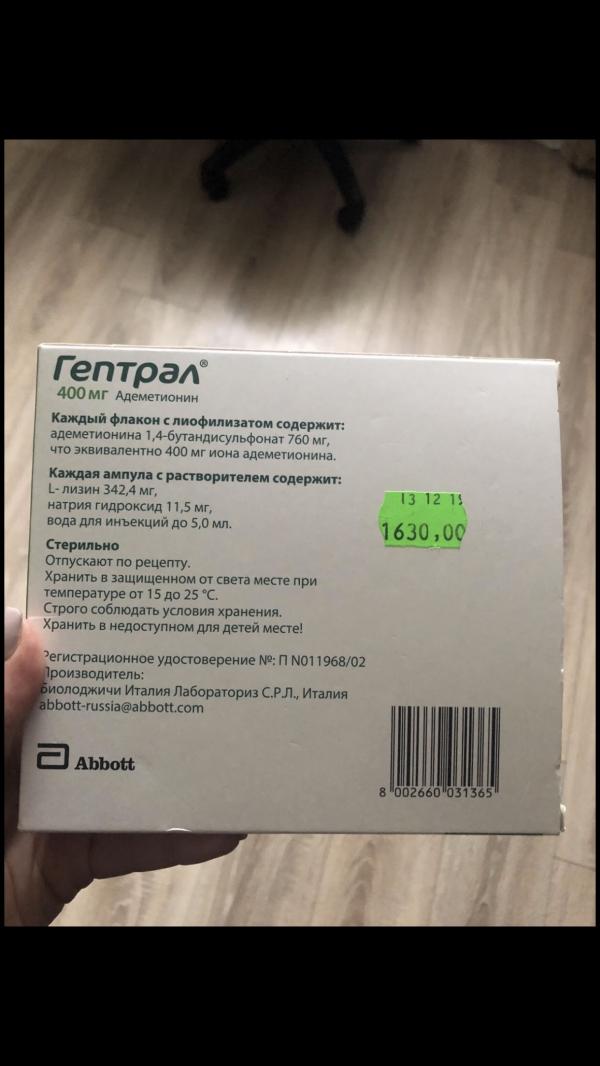 Гептрал®
400 мг Адеметионин
Каждый флакон с лиофилизатом содержит:
адеметионина 1,4-бутандисульфонат 760 мг,
что эквивалентно 400 мг иона адеметионина.
Каждая ампула с растворителем содержит:
L- лизин 342,4 мг,
натрия гидроксид 11,5 мг,
вода для инъекций до 5,0 мл.
Стерильно
Отпускают по рецепту.
Хранить в защищенном от света месте при
температуре от 15 до 25 °C.
Строго соблюдать условия хранения.
Хранить в недоступном для детей месте!
Регистрационное удостоверение №: П N011968/02
Производитель:
Биолоджичи Италия Лабораториз С.Р.Л., Италия
abbott-russia@abbott.com
Abbott
13 12 1
1630,00
8 002660 031365